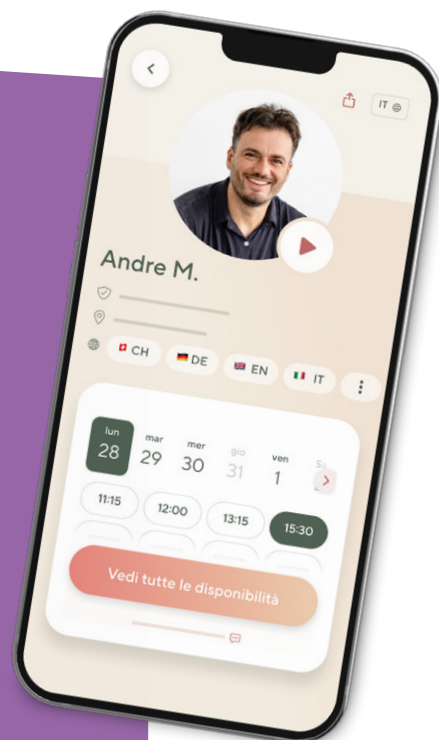 IT
Andre M.
CH DE EN IT
lun mar mer gio ven
28 29 30 31 1
11:15 12:00 13:15 15:30
Vedi tutte le disponibilità